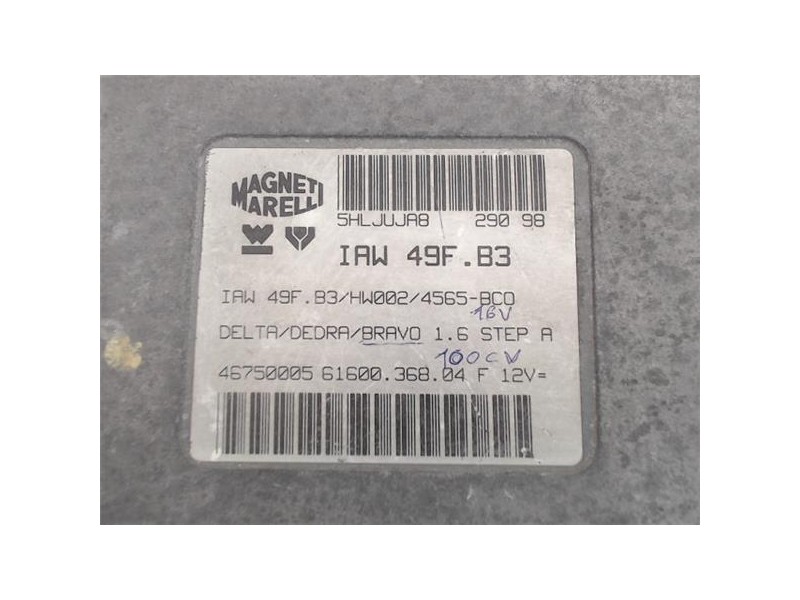 MAGNETI
MARELLI
5HLJUJA8 290 98
IAW 49F.B3
IAW 49F.B3/HW002/4565-BCO
16V
DELTA/DEDRA/BRAVO 1.6 STEP A
100CV
46750005 61600.368.04 F 12V=